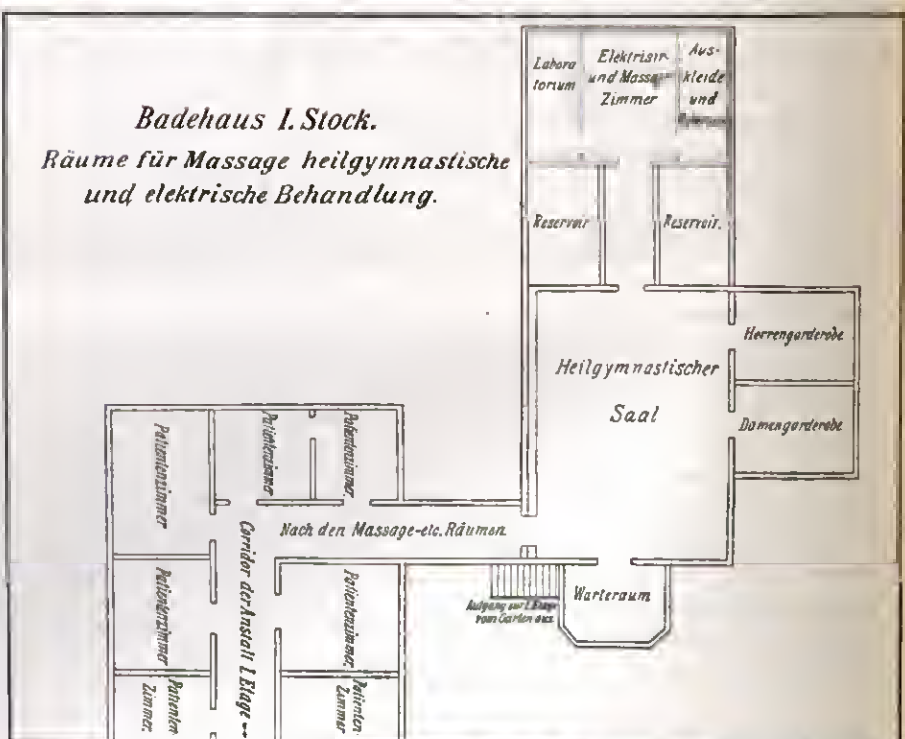 Badehaus I. Stock.
Räume für Massage heilgymnastische
und elektrische Behandlung.
Labora
torium
Elektrisir-
und Massage
Zimmer
Aus-
kleide
und
Reservoir
Reservoir.
Heilgymnastischer
Saal
Herrengarderobe
Damengarderobe
Patientenzimmer
Patientenzimmer
Patientenzimmer.
Nach den Massage-etc. Räumen.
Corridor der Anstalt I. Etage
Patientenzimmer
Patientenzimmer.
Warteraum
Aufgang zur I. Etage
vom Garten aus.
Patienten-
Zimmer.
Patienten-
Zimmer